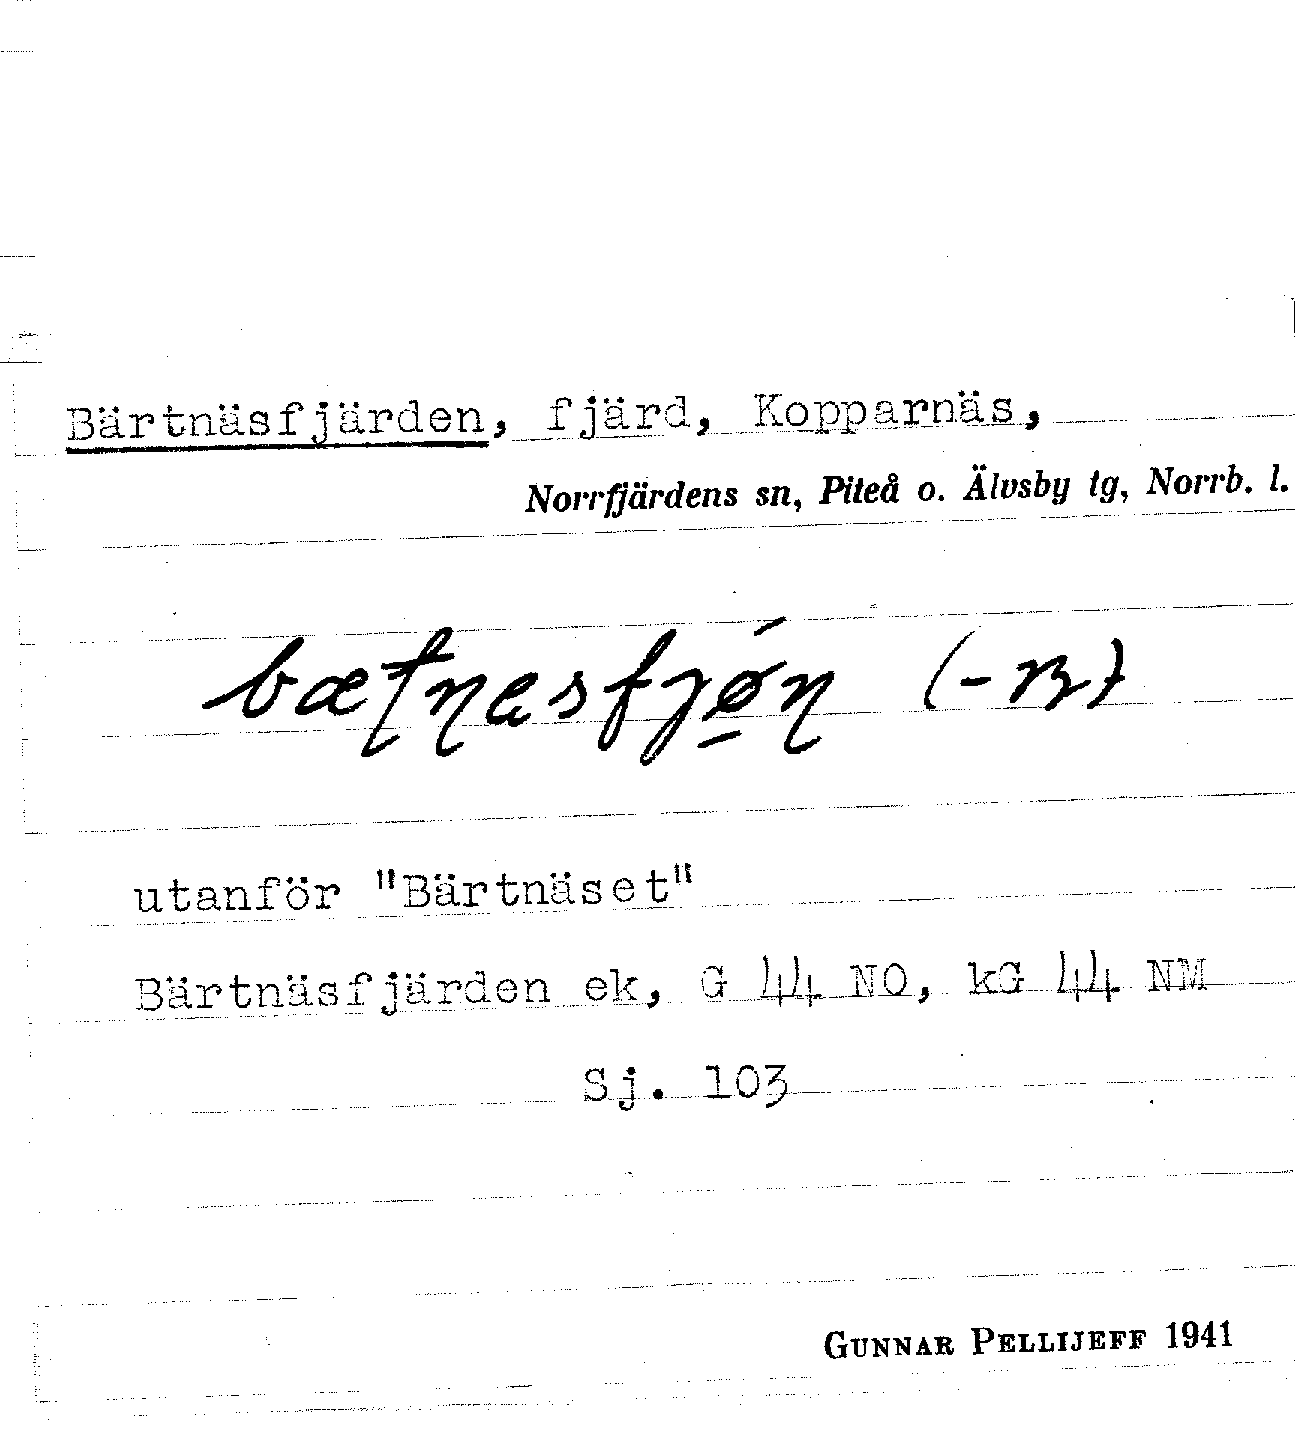 Bärtnäsfjärden, fjärd, Kopparnäs,
Norrfjärdens sn, Piteå o. Älvsby tg, Norrb. l.
utanför "Bärtnäset"
Bärtnäsfjärden ek, G 44 NO, kG 44 NM
Sj. 103
GUNNAR PELLIJEFF 1941